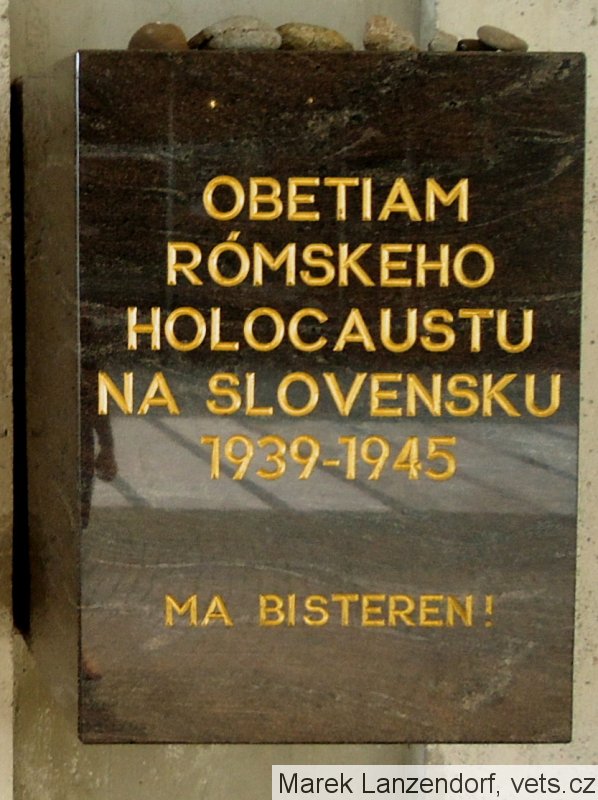 OBETIAM
RÓMSKEHO
HOLOCAUSTU
NA SLOVENSKU
1939-1945
MA BISTEREN!
Marek Lanzendorf, vets.cz